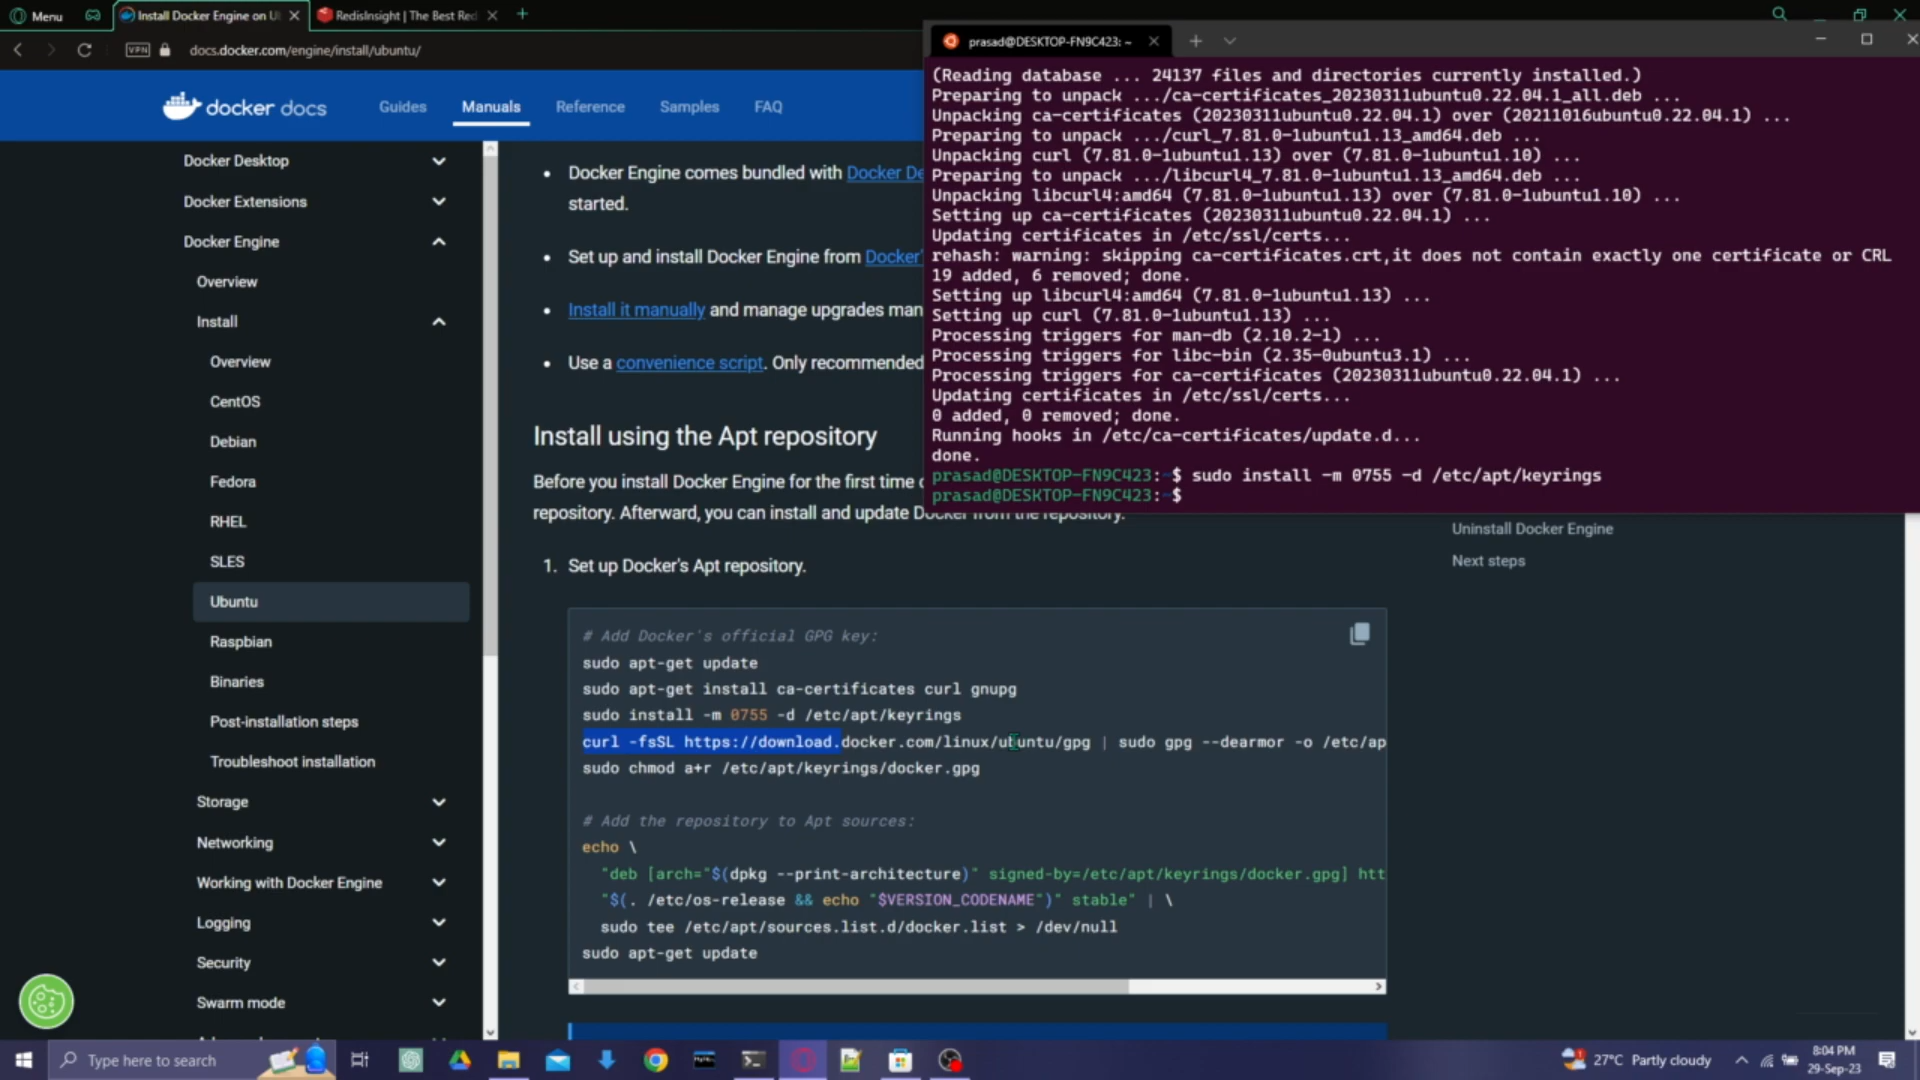 Menu
Install Docker Engine on U
RedisInsight | The Best Red
VPN
docs.docker.com/engine/install/ubuntu/
docker docs
Guides
Manuals
Reference
Samples
FAQ
Docker Desktop
Docker Extensions
Docker Engine
Overview
Install
Overview
CentOS
Debian
Fedora
RHEL
SLES
Ubuntu
Raspbian
Binaries
Post-installation steps
Troubleshoot installation
Storage
Networking
Working with Docker Engine
Logging
Security
Swarm mode
Docker Engine comes bundled with Docker De
started.
Set up and install Docker Engine from Docker'
Install it manually and manage upgrades man
Use a convenience script. Only recommended
Install using the Apt repository
Before you install Docker Engine for the first time
repository. Afterward, you can install and update Docker from the repository.
1. Set up Docker's Apt repository.
# Add Docker's official GPG key:
sudo apt-get update
sudo apt-get install ca-certificates curl gnupg
sudo install -m 0755 -d /etc/apt/keyrings
curl -fsSL https://download.docker.com/linux/ubuntu/gpg | sudo gpg --dearmor -o /etc/ap
sudo chmod a+r /etc/apt/keyrings/docker.gpg
# Add the repository to Apt sources:
echo \
"deb [arch="$(dpkg --print-architecture)" signed-by=/etc/apt/keyrings/docker.gpg] htt
"$(. /etc/os-release && echo "$VERSION_CODENAME")" stable" | \
sudo tee /etc/apt/sources.list.d/docker.list > /dev/null
sudo apt-get update
Uninstall Docker Engine
Next steps
prasad@DESKTOP-FN9C423: ~
(Reading database ... 24137 files and directories currently installed.)
Preparing to unpack .../ca-certificates_20230311ubuntu0.22.04.1_all.deb ...
Unpacking ca-certificates (20230311ubuntu0.22.04.1) over (20211016ubuntu0.22.04.1) ...
Preparing to unpack .../curl_7.81.0-1ubuntu1.13_amd64.deb ...
Unpacking curl (7.81.0-1ubuntu1.13) over (7.81.0-1ubuntu1.10) ...
Preparing to unpack .../libcurl4_7.81.0-1ubuntu1.13_amd64.deb ...
Unpacking libcurl4:amd64 (7.81.0-1ubuntu1.13) over (7.81.0-1ubuntu1.10) ...
Setting up ca-certificates (20230311ubuntu0.22.04.1) ...
Updating certificates in /etc/ssl/certs...
rehash: warning: skipping ca-certificates.crt,it does not contain exactly one certificate or CRL
19 added, 6 removed; done.
Setting up libcurl4:amd64 (7.81.0-1ubuntu1.13) ...
Setting up curl (7.81.0-1ubuntu1.13) ...
Processing triggers for man-db (2.10.2-1) ...
Processing triggers for libc-bin (2.35-0ubuntu3.1) ...
Processing triggers for ca-certificates (20230311ubuntu0.22.04.1) ...
Updating certificates in /etc/ssl/certs...
0 added, 0 removed; done.
Running hooks in /etc/ca-certificates/update.d...
done.
prasad@DESKTOP-FN9C423:~$ sudo install -m 0755 -d /etc/apt/keyrings
prasad@DESKTOP-FN9C423:~$
Type here to search
27°C Partly cloudy
8:04 PM
29-Sep-23